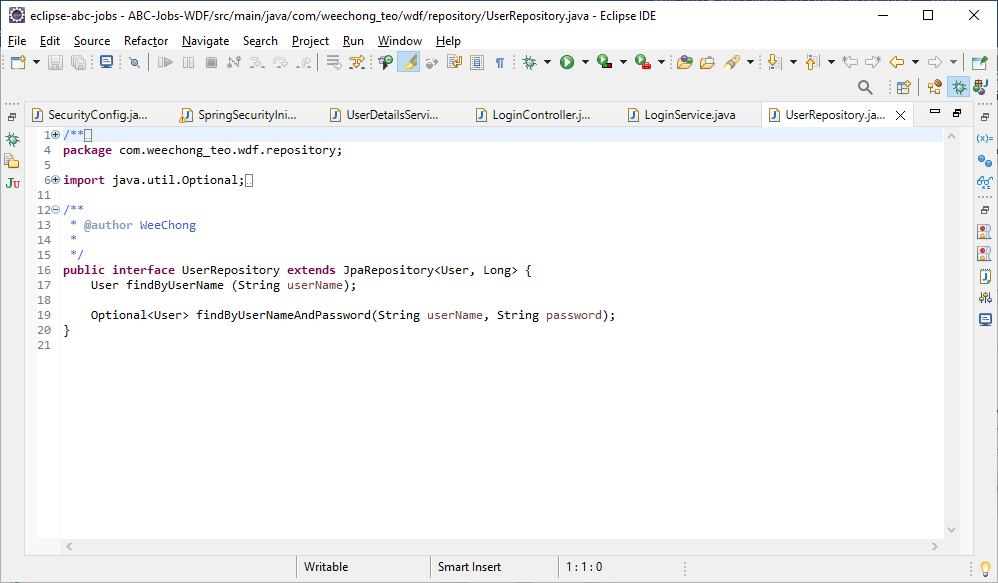 eclipse-abc-jobs - ABC-Jobs-WDF/src/main/java/com/weechong_teo/wdf/repository/UserRepository.java - Eclipse IDE
File Edit Source Refactor Navigate Search Project Run Window Help
SecurityConfig.ja... SpringSecurityIni... UserDetailsServi... LoginController.j... LoginService.java UserRepository.ja...
1 /**
4 package com.weechong_teo.wdf.repository;
5
6 import java.util.Optional;
11
12 /**
13 * @author WeeChong
14 *
15 */
16 public interface UserRepository extends JpaRepository<User, Long> {
17 User findByUserName (String userName);
18
19 Optional<User> findByUserNameAndPassword(String userName, String password);
20 }
21
Writable Smart Insert 1 : 1 : 0